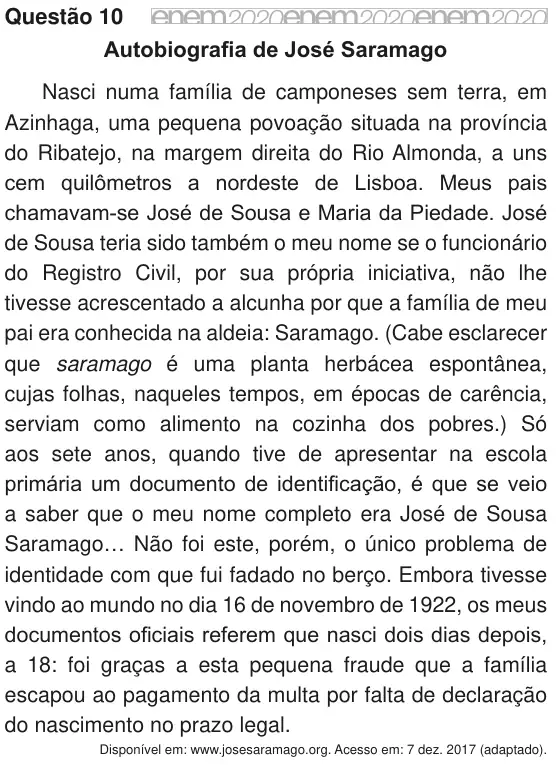 Questão 10 enem2020enem2020enem2020
Autobiografia de José Saramago
Nasci numa família de camponeses sem terra, em
Azinhaga, uma pequena povoação situada na província
do Ribatejo, na margem direita do Rio Almonda, a uns
cem quilômetros a nordeste de Lisboa. Meus pais
chamavam-se José de Sousa e Maria da Piedade. José
de Sousa teria sido também o meu nome se o funcionário
do Registro Civil, por sua própria iniciativa, não lhe
tivesse acrescentado a alcunha por que a família de meu
pai era conhecida na aldeia: Saramago. (Cabe esclarecer
que saramago é uma planta herbácea espontânea,
cujas folhas, naqueles tempos, em épocas de carência,
serviam como alimento na cozinha dos pobres.) Só
aos sete anos, quando tive de apresentar na escola
primária um documento de identificação, é que se veio
a saber que o meu nome completo era José de Sousa
Saramago… Não foi este, porém, o único problema de
identidade com que fui fadado no berço. Embora tivesse
vindo ao mundo no dia 16 de novembro de 1922, os meus
documentos oficiais referem que nasci dois dias depois,
a 18: foi graças a esta pequena fraude que a família
escapou ao pagamento da multa por falta de declaração
do nascimento no prazo legal.
Disponível em: www.josesaramago.org. Acesso em: 7 dez. 2017 (adaptado).